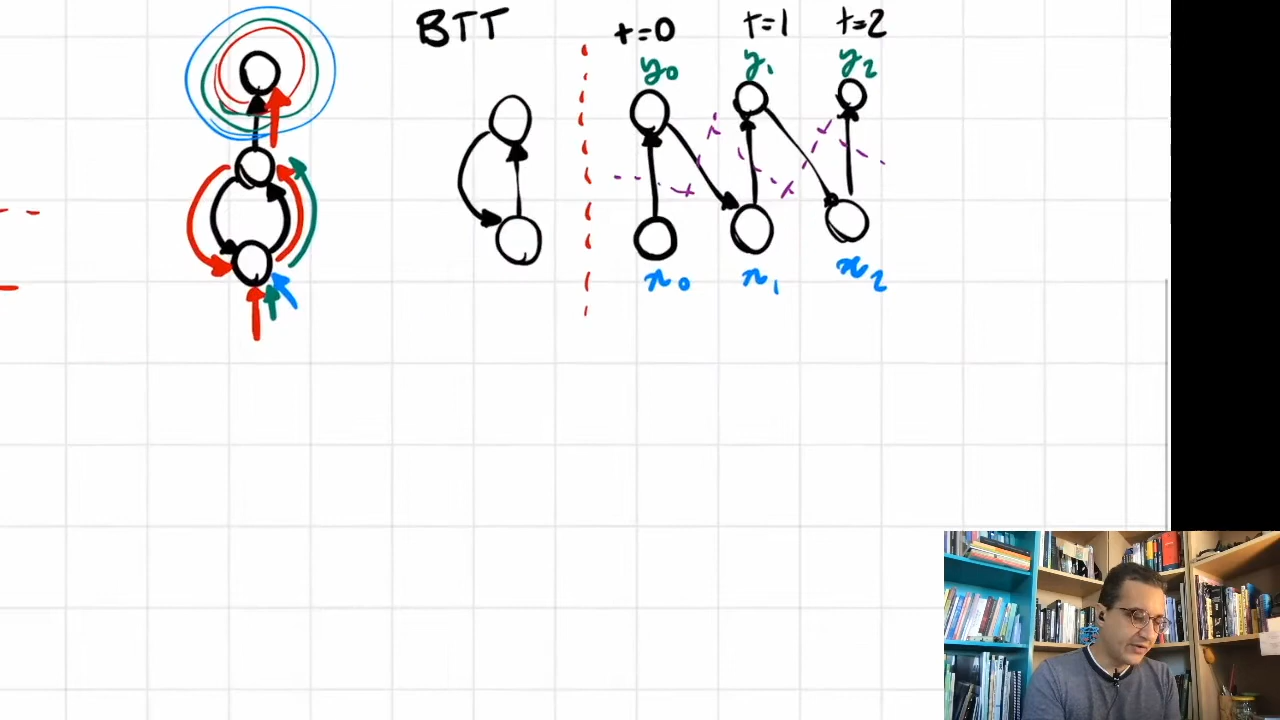 BTT
t=0 t=1 t=2
y₀ y₁ y₂
x₀ x₁ x₂